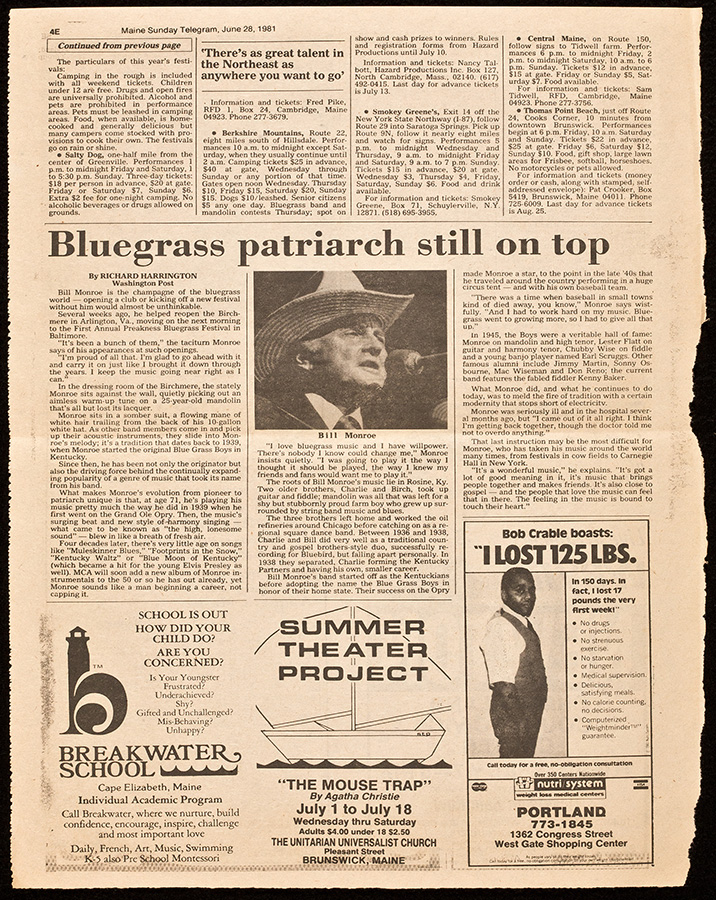 4E
Maine Sunday Telegram, June 28, 1981
Continued from previous page
The particulars of this year's festi-
vals:
Camping in the rough is included
with all weekend tickets. Children
under 12 are free. Drugs and open fires
are universally prohibited. Alcohol and
pets are prohibited in performance
areas. Pets must be leashed in camping
areas. Food, when available, is home-
cooked and generally delicious but
many campers come stocked with pro-
visions to cook their own. The festivals
go on rain or shine.
● Salty Dog, one-half mile from the
center of Greenville. Performances 1
p.m. to midnight Friday and Saturday, 1
to 5:30 p.m. Sunday. Three-day tickets:
$18 per person in advance, $20 at gate.
Friday or Saturday $7, Sunday $6.
Extra $2 fee for one-night camping. No
alcoholic beverages or drugs allowed on
grounds.
'There's as great talent in
the Northeast as
anywhere you want to go'
Information and tickets: Fred Pike,
RFD 1, Box 24, Cambridge, Maine
04923. Phone 277-3679.
● Berkshire Mountains, Route 22,
eight miles south of Hillsdale. Perfor-
mances 10 a.m. to midnight except Sat-
urday, when they usually continue until
2 a.m. Camping tickets $25 in advance,
$40 at gate, Wednesday through
Sunday or any portion of that time.
Gates open noon Wednesday. Thursday
$10, Friday $15, Saturday $20, Sunday
$15. Dogs $10/leashed. Senior citizens
$5 any one day. Bluegrass band and
mandolin contests Thursday; spot on
show and cash prizes to winners. Rules
and registration forms from Hazard
Productions until July 10.
Information and tickets: Nancy Tal-
bott, Hazard Productions Inc. Box 127,
North Cambridge, Mass., 02140. (617)
492-0415. Last day for advance tickets
is July 13.
● Smokey Greene's, Exit 14 off the
New York State Northway (I-87), follow
Route 29 into Saratoga Springs. Pick up
Route 9N, follow it nearly eight miles
and watch for signs. Performances 5
p.m. to midnight Wednesday and
Thursday, 9 a.m. to midnight Friday
and Saturday, 9 a.m. to 7 p.m. Sunday.
Tickets $15 in advance, $20 at gate.
Wednesday $3, Thursday $4, Friday,
Saturday, Sunday $6. Food and drink
available.
For information and tickets: Smokey
Greene, Box 71, Schuylerville, N.Y.
12871. (518) 695-3955.
● Central Maine, on Route 150,
follow signs to Tidwell farm. Perfor-
mances 6 p.m. to midnight Friday, 2
p.m. to midnight Saturday, 10 a.m. to 6
p.m. Sunday. Tickets $12 in advance,
$15 at gate. Friday or Sunday $5, Sat-
urday $7. Food available.
For information and tickets: Sam
Tidwell, RFD, Cambridge, Maine
04923. Phone 277-3756.
● Thomas Point Beach, just off Route
24, Cooks Corner, 10 minutes from
downtown Brunswick. Performances
begin at 6 p.m. Friday, 10 a.m. Saturday
and Sunday. Tickets $22 in advance,
$25 at gate. Friday $6, Saturday $12,
Sunday $10. Food, gift shop, large lawn
areas for Frisbee, softball, horseshoes.
No motorcycles or pets allowed.
For information and tickets (money
order or cash, along with stamped, self-
addressed envelope): Pat Crooker, Box
5419, Brunswick, Maine 04011. Phone
725-6009. Last day for advance tickets
is Aug. 25.
Bluegrass patriarch still on top
By RICHARD HARRINGTON
Washington Post
Bill Monroe is the champagne of the bluegrass
world — opening a club or kicking off a new festival
without him would almost be unthinkable.
Several weeks ago, he helped reopen the Birch-
mere in Arlington, Va., moving on the next morning
to the First Annual Preakness Bluegrass Festival in
Baltimore.
"It's been a bunch of them," the taciturn Monroe
says of his appearances at such openings.
"I'm proud of all that. I'm glad to go ahead with it
and carry it on just like I brought it down through
the years. I keep the music going near right as I
can."
In the dressing room of the Birchmere, the stately
Monroe sits against the wall, quietly picking out an
aimless warm-up tune on a 25-year-old mandolin
that's all but lost its lacquer.
Monroe sits in a somber suit, a flowing mane of
white hair trailing from the back of his 10-gallon
white hat. As other band members come in and pick
up their acoustic instruments, they slide into Mon-
roe's melody; it's a tradition that dates back to 1939,
when Monroe started the original Blue Grass Boys in
Kentucky.
Since then, he has been not only the originator but
also the driving force behind the continually expand-
ing popularity of a genre of music that took its name
from his band.
What makes Monroe's evolution from pioneer to
patriarch unique is that, at age 71, he's playing his
music pretty much the way he did in 1939 when he
first went on the Grand Ole Opry. Then, the music's
surging beat and new style of-harmony singing —
what came to be known as "the high, lonesome
sound" — blew in like a breath of fresh air.
Four decades later, there's very little age on songs
like "Muleskinner Blues," "Footprints in the Snow,"
"Kentucky Waltz" or "Blue Moon of Kentucky"
(which became a hit for the young Elvis Presley as
well). MCA will soon add a new album of Monroe in-
strumentals to the 50 or so he has out already, yet
Monroe sounds like a man beginning a career, not
capping it.
Bill Monroe
"I love bluegrass music and I have willpower.
There's nobody I know could change me," Monroe
insists quietly. "I was going to play it the way I
thought it should be played, the way I knew my
friends and fans would want me to play it."
The roots of Bill Monroe's music lie in Rosine, Ky.
Two older brothers, Charlie and Birch, took up
guitar and fiddle; mandolin was all that was left for a
shy but stubbornly proud farm boy who grew up sur-
rounded by string band music and blues.
The three brothers left home and worked the oil
refineries around Chicago before catching on as a re-
gional square dance band. Between 1936 and 1938,
Charlie and Bill did very well as a traditional coun-
try and gospel brothers-style duo, successfully re-
cording for Bluebird, but falling apart personally. In
1938 they separated, Charlie forming the Kentucky
Partners and having his own, smaller career.
Bill Monroe's band started off as the Kentuckians
before adopting the name the Blue Grass Boys in
honor of their home state. Their success on the Opry
made Monroe a star, to the point in the late '40s that
he traveled around the country performing in a huge
circus tent — and with his own baseball team.
"There was a time when baseball in small towns
kind of died away, you know," Monroe says wist-
fully. "And I had to work hard on my music. Blue-
grass went to growing more, so I had to give all that
up."
In 1945, the Boys were a veritable hall of fame:
Monroe on mandolin and high tenor, Lester Flatt on
guitar and harmony tenor, Chubby Wise on fiddle
and a young banjo player named Earl Scruggs. Other
famous alumni include Jimmy Martin, Sonny Os-
bourne, Mac Wiseman and Don Reno; the current
band features the fabled fiddler Kenny Baker.
What Monroe did, and what he continues to do
today, was to meld the fire of tradition with a certain
modernity that stops short of electricity.
Monroe was seriously ill and in the hospital sever-
al months ago, but "I came out of it all right. I think
I'm getting back together, though the doctor told me
not to overdo anything."
That last instruction may be the most difficult for
Monroe, who has taken his music around the world
many times, from festivals in cow fields to Carnegie
Hall in New York.
"It's a wonderful music," he explains. "It's got a
lot of good meaning in it, it's music that brings
people together and makes friends. It's also close to
gospel — and the people that love the music can feel
that in there. The feeling in the music is bound to
touch their heart."
SCHOOL IS OUT
HOW DID YOUR
CHILD DO?
ARE YOU
CONCERNED?
Is Your Youngster
Frustrated?
Underachieved?
Shy?
Gifted and Unchallenged?
Mis-Behaving?
Unhappy?
b
TM
BREAKWATER
SCHOOL
Cape Elizabeth, Maine
Individual Academic Program
Call Breakwater, where we nurture, build
confidence, encourage, inspire, challenge
and most important love
Daily, French, Art, Music, Swimming
K-5 also Pre School Montessori
SUMMER
THEATER
PROJECT
s.t.p
"THE MOUSE TRAP"
By Agatha Christie
July 1 to July 18
Wednesday thru Saturday
Adults $4.00 under 18 $2.50
THE UNITARIAN UNIVERSALIST CHURCH
Pleasant Street
BRUNSWICK, MAINE
Bob Crable boasts:
"I LOST 125 LBS.
In 150 days. In
fact, I lost 17
pounds the very
first week!"
● No drugs
or injections.
● No strenuous
exercise.
● No starvation
or hunger.
● Medical supervision.
● Delicious,
satisfying meals.
● No calorie counting,
no decisions.
● Computerized
"Weightminder™"
guarantee.
Call today for a free, no-obligation consultation
Over 350 Centers Nationwide
nutri system
weight loss medical centers
PORTLAND
773-1845
1362 Congress Street
West Gate Shopping Center